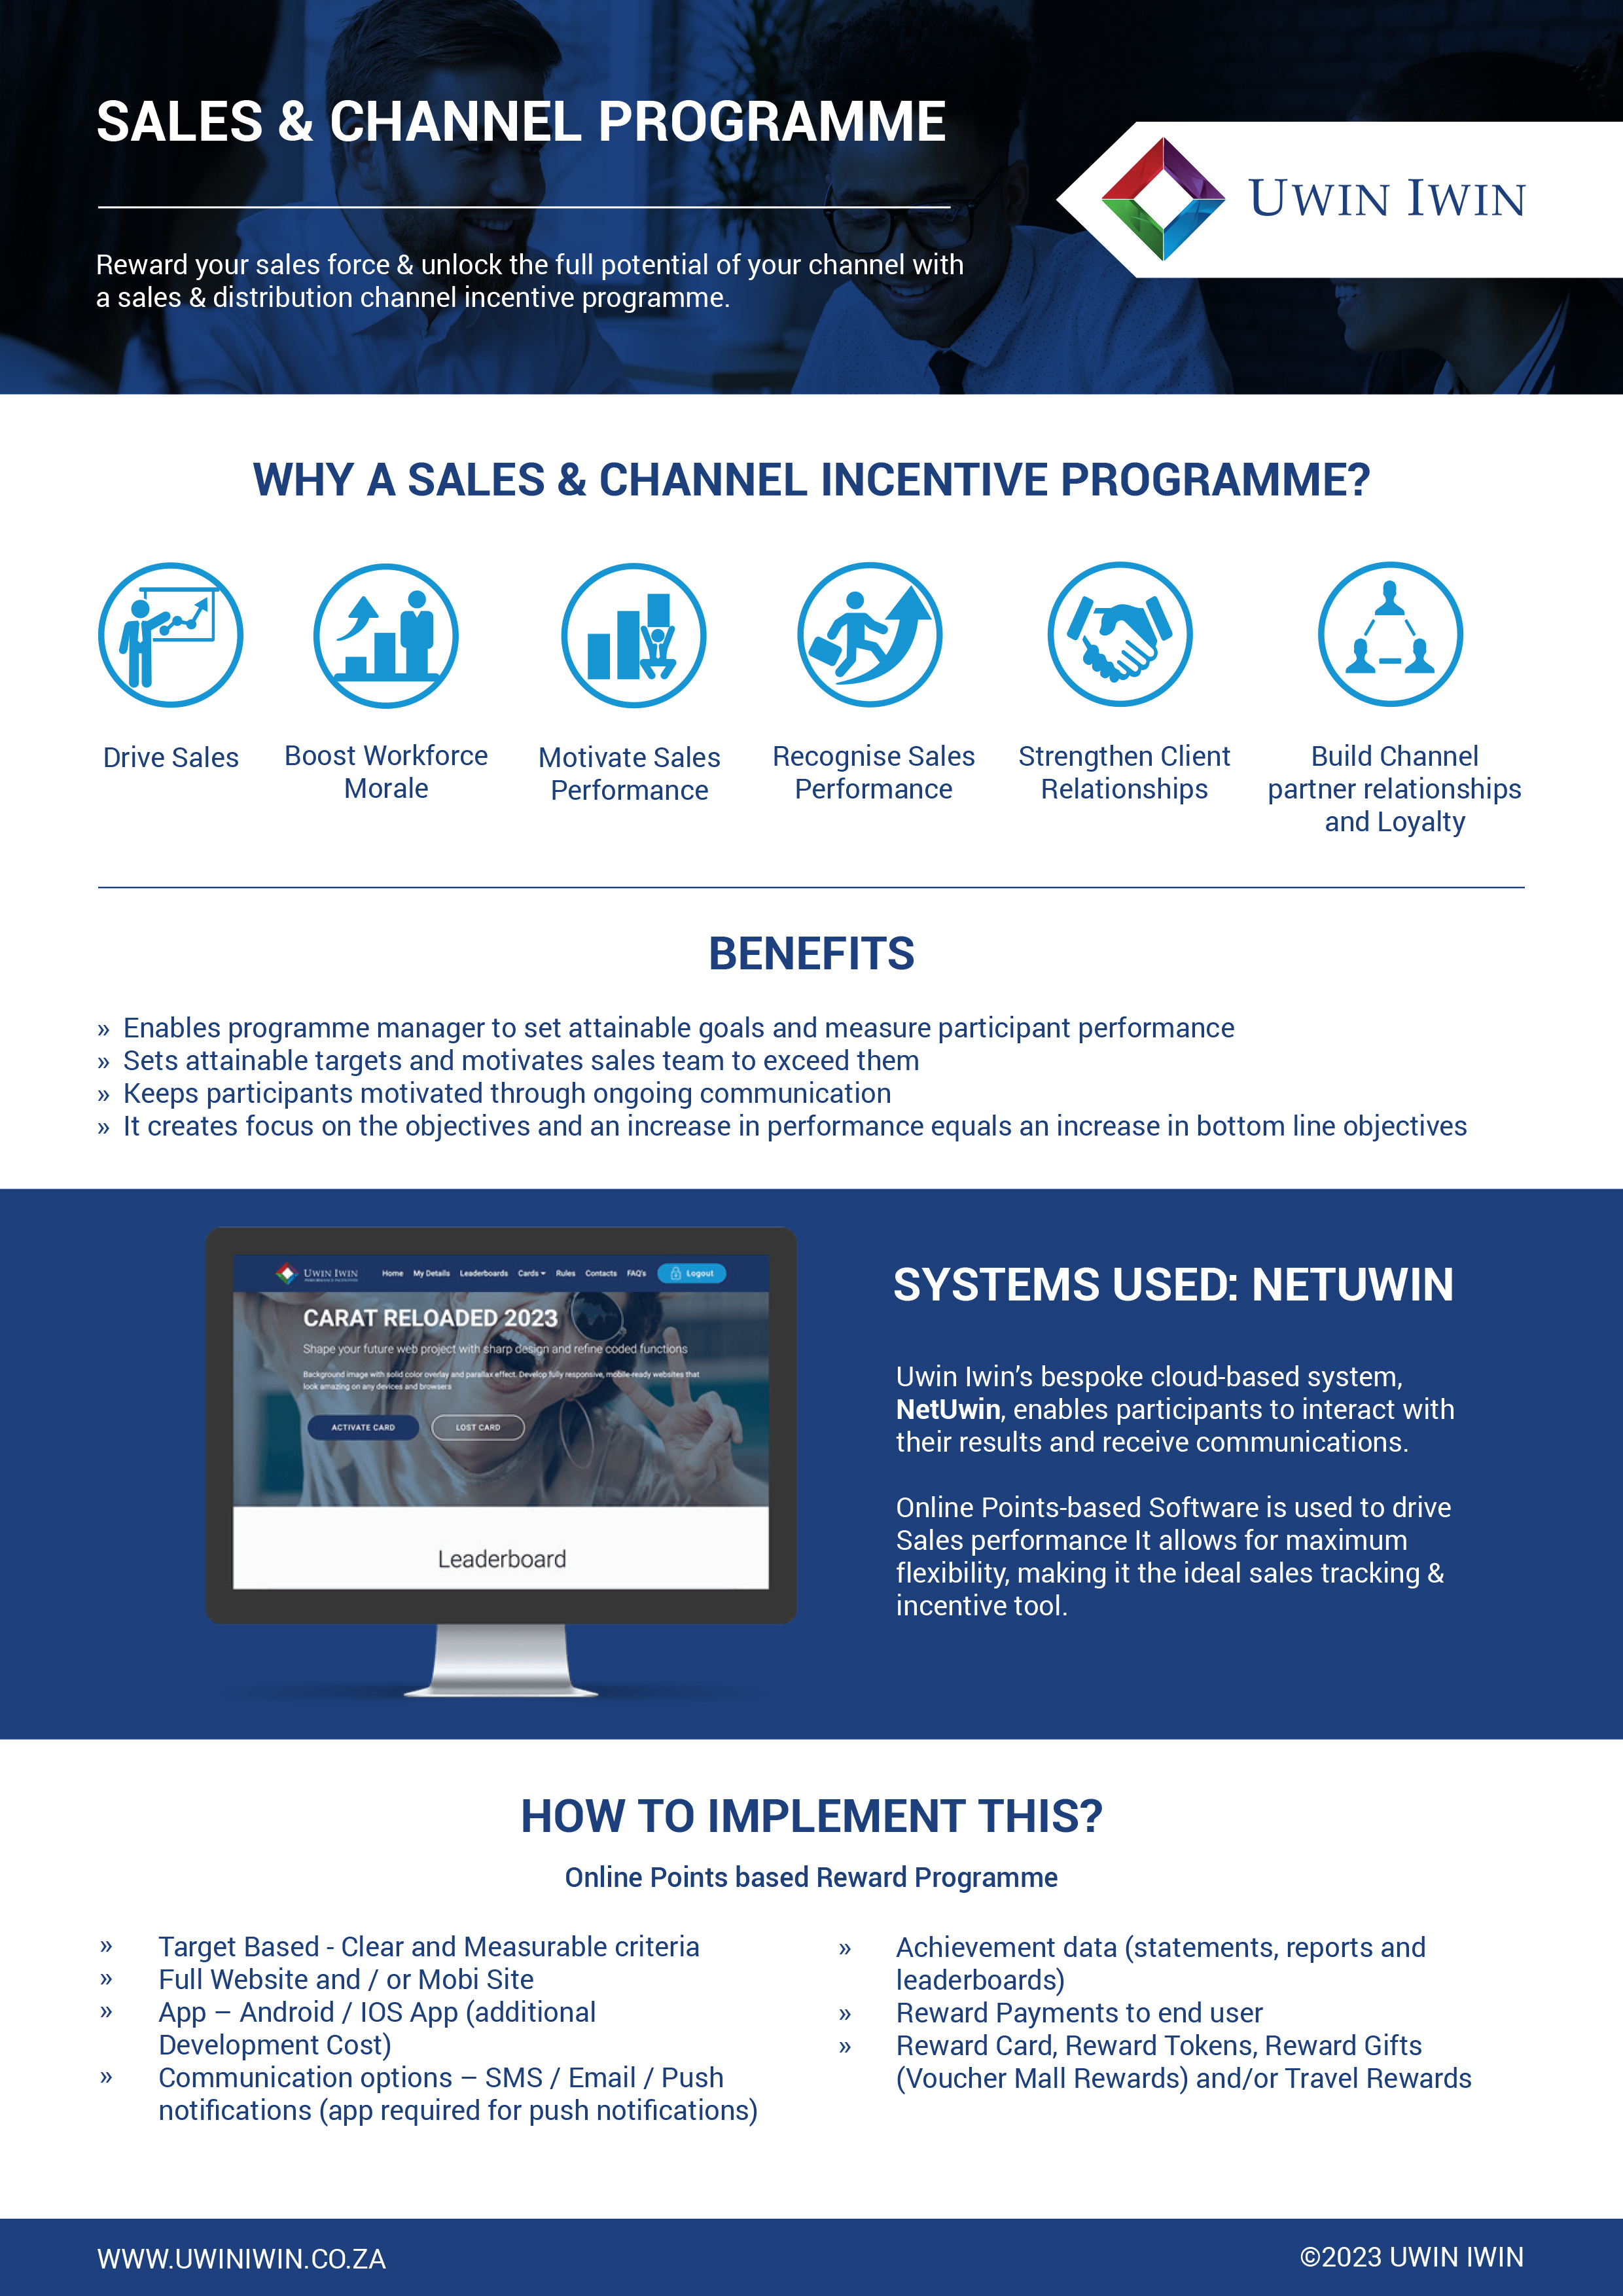 SALES & CHANNEL PROGRAMME
UWIN IWIN
Reward your sales force & unlock the full potential of your channel with
a sales & distribution channel incentive programme.
WHY A SALES & CHANNEL INCENTIVE PROGRAMME?
Drive Sales
Boost Workforce
Morale
Motivate Sales
Performance
Recognise Sales
Performance
Strengthen Client
Relationships
Build Channel
partner relationships
and Loyalty
BENEFITS
» Enables programme manager to set attainable goals and measure participant performance
» Sets attainable targets and motivates sales team to exceed them
» Keeps participants motivated through ongoing communication
» It creates focus on the objectives and an increase in performance equals an increase in bottom line objectives
UWIN IWIN
Home My Details Leaderboards Cards Rules Contacts FAQ's Logout
CARAT RELOADED 2023
Shape your future web project with sharp design and refine coded functions
Background image with solid color overlay and parallax effect. Develop fully responsive, mobile-ready websites that
look amazing on any devices and browsers
ACTIVATE CARD LOST CARD
Leaderboard
SYSTEMS USED: NETUWIN
Uwin Iwin’s bespoke cloud-based system,
NetUwin, enables participants to interact with
their results and receive communications.
Online Points-based Software is used to drive
Sales performance It allows for maximum
flexibility, making it the ideal sales tracking &
incentive tool.
HOW TO IMPLEMENT THIS?
Online Points based Reward Programme
» Target Based - Clear and Measurable criteria
» Full Website and / or Mobi Site
» App – Android / IOS App (additional
Development Cost)
» Communication options – SMS / Email / Push
notifications (app required for push notifications)
» Achievement data (statements, reports and
leaderboards)
» Reward Payments to end user
» Reward Card, Reward Tokens, Reward Gifts
(Voucher Mall Rewards) and/or Travel Rewards
WWW.UWINIWIN.CO.ZA
©2023 UWIN IWIN